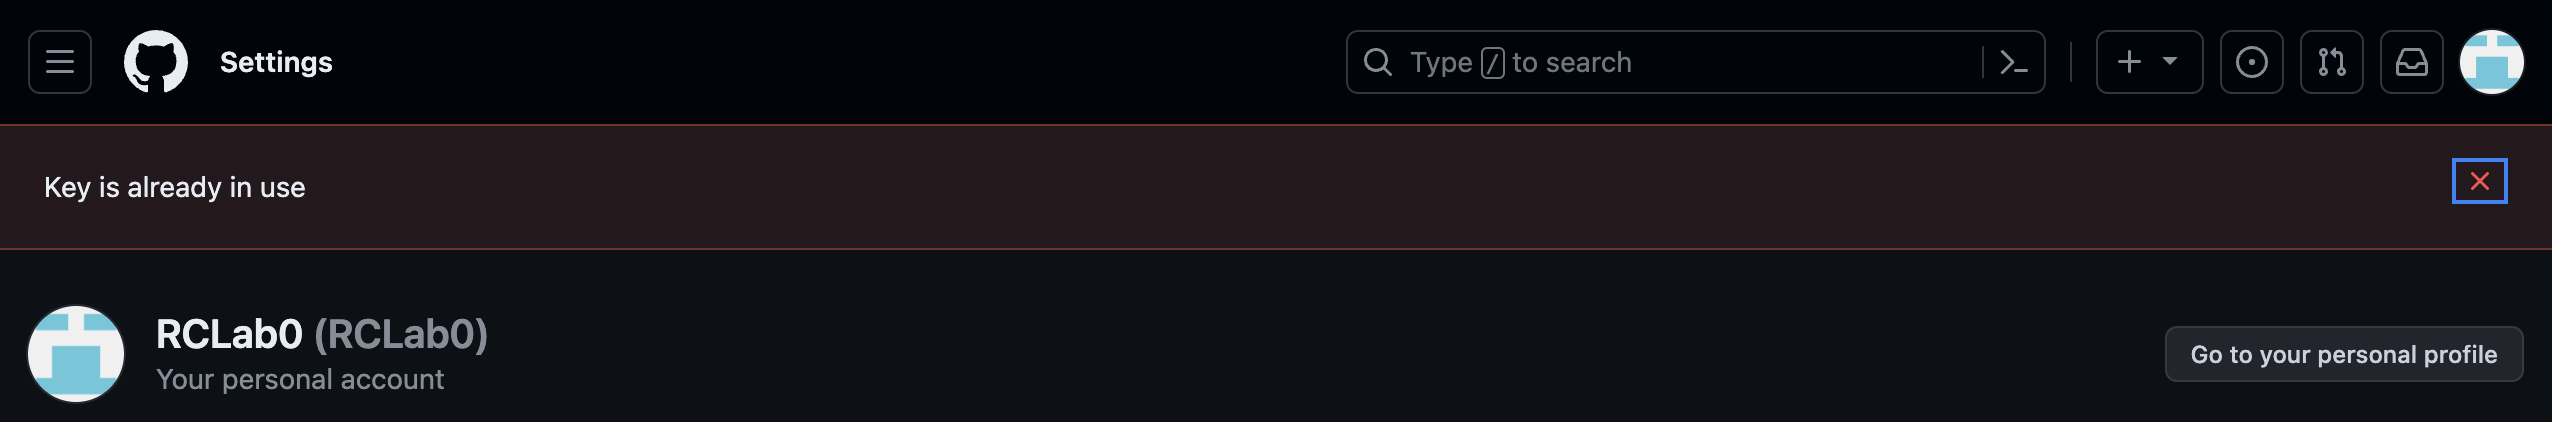 Settings
Type / to search
Key is already in use
RCLab0 (RCLab0)
Your personal account
Go to your personal profile